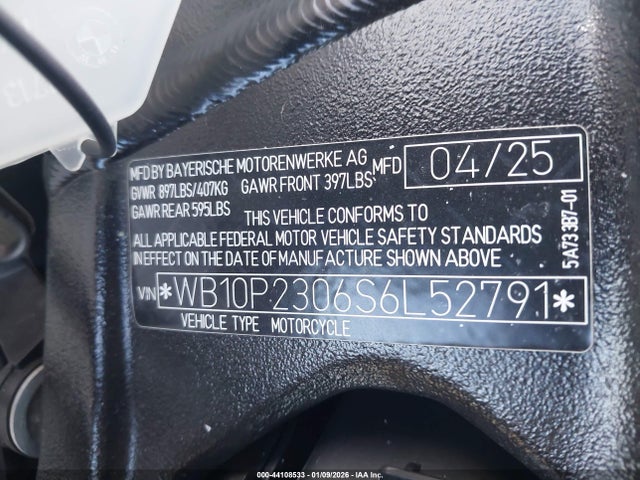 MFD BY BAYERISCHE MOTORENWERKE AG MFD 04/25
GVWR 897LBS/407KG GAWR FRONT 397LBS
GAWR REAR 595LBS
THIS VEHICLE CONFORMS TO
ALL APPLICABLE FEDERAL MOTOR VEHICLE SAFETY STANDARDS
IN EFFECT ON THE DATE OF MANUFACTURE SHOWN ABOVE
VIN *WB10P2306S6L52791*
VEHICLE TYPE MOTORCYCLE
5A73 3B7-01
000-44108533 - 01/09/2026 - IAA Inc.